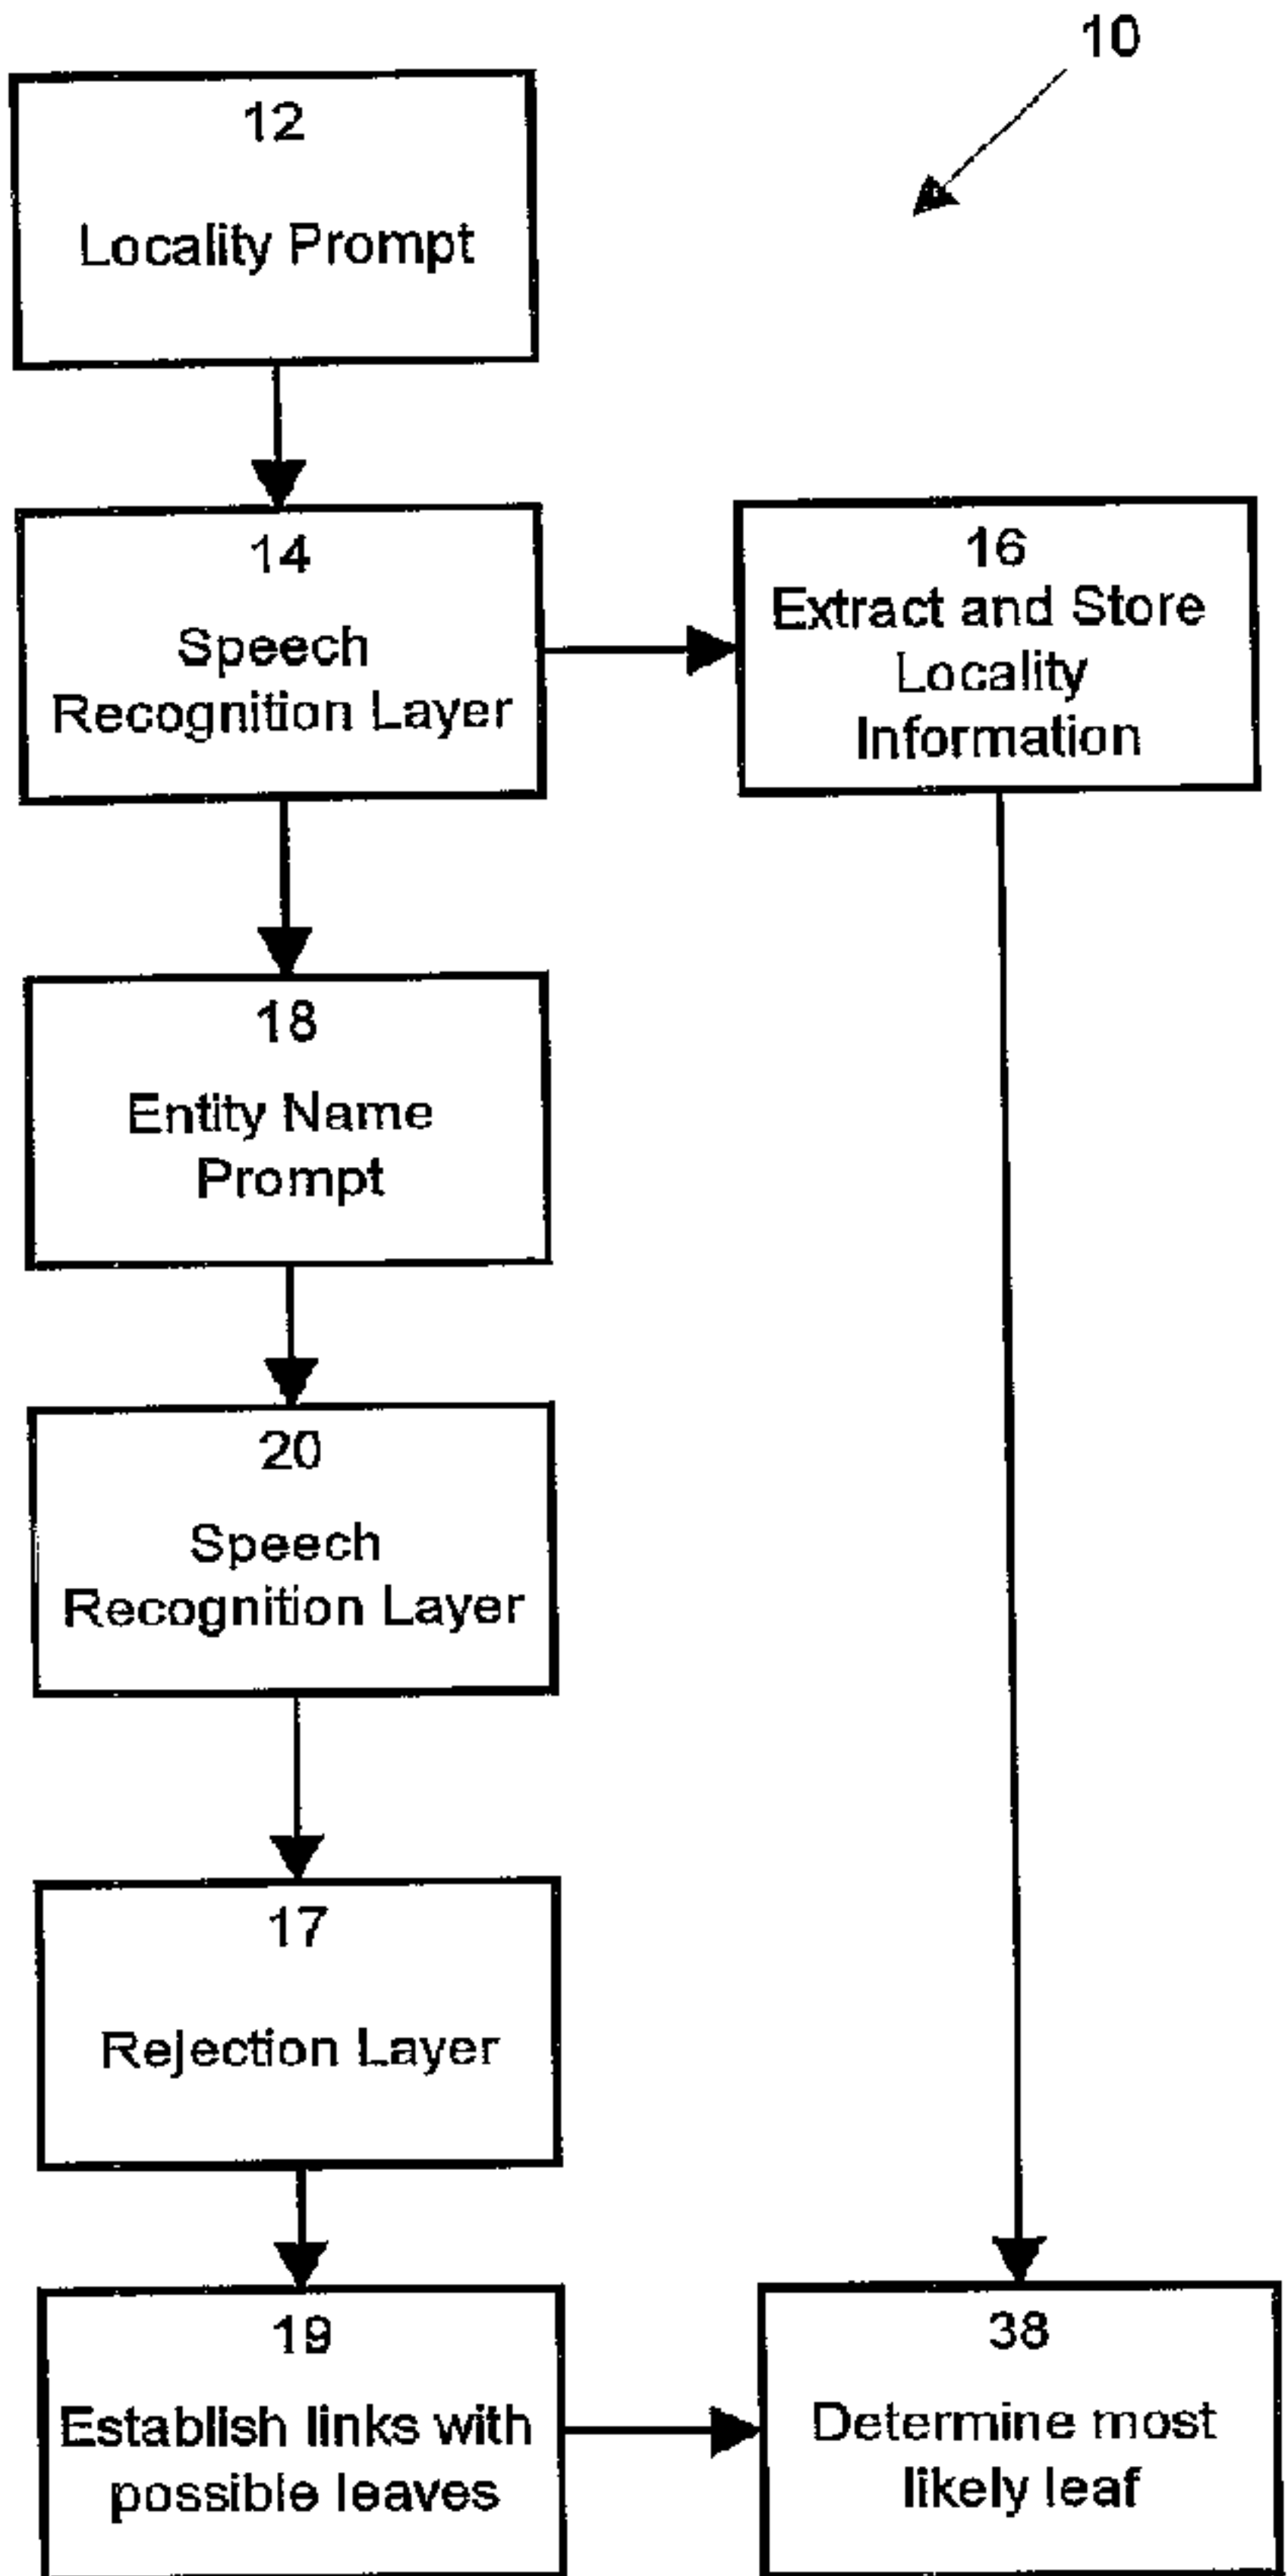 10
12
Locality Prompt
14
Speech
Recognition Layer
16
Extract and Store
Locality
Information
18
Entity Name
Prompt
20
Speech
Recognition Layer
17
Rejection Layer
19
Establish links with
possible leaves
38
Determine most
likely leaf